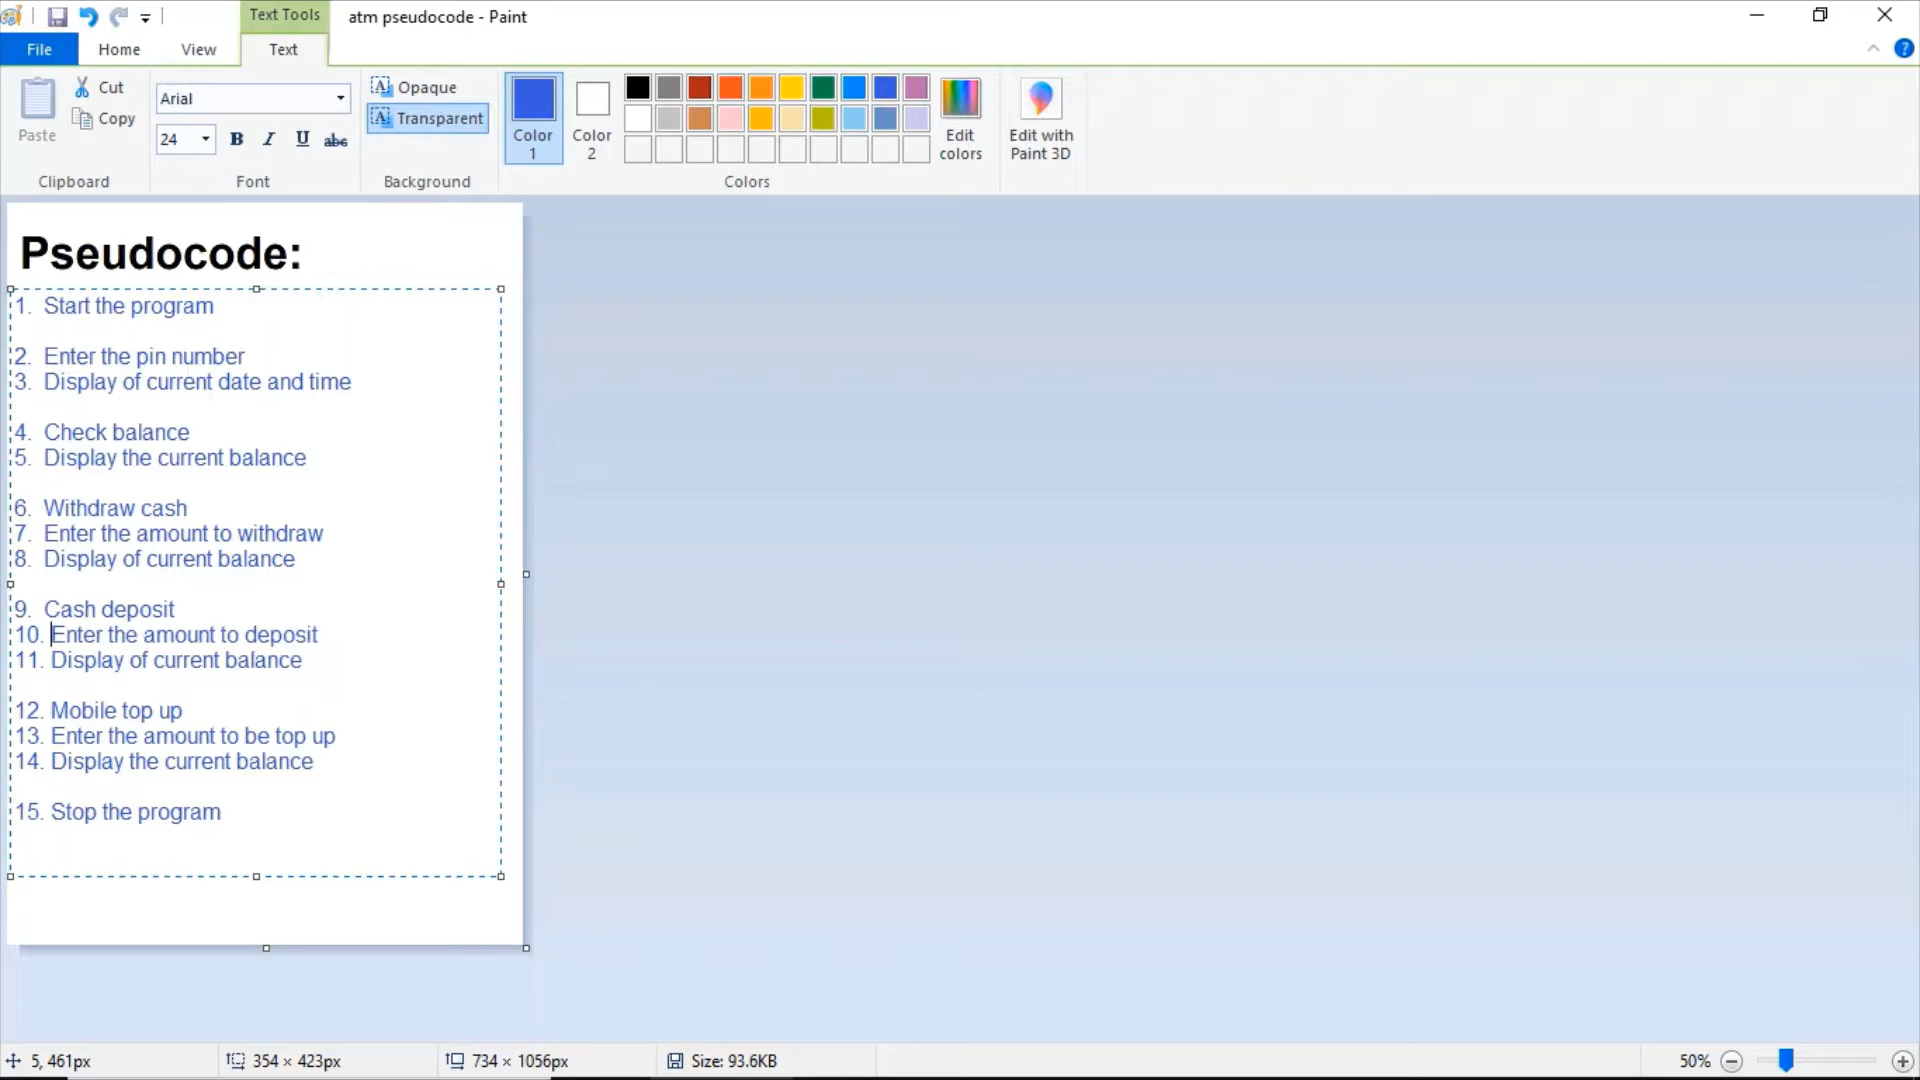 Text Tools
atm pseudocode - Paint
File
Home
View
Text
Paste
Cut
Copy
Clipboard
Arial
24
B I U abc
Font
Opaque
Transparent
Background
Color
1
Color
2
Edit
colors
Colors
Edit with
Paint 3D
Pseudocode:
1. Start the program
2. Enter the pin number
3. Display of current date and time
4. Check balance
5. Display the current balance
6. Withdraw cash
7. Enter the amount to withdraw
8. Display of current balance
9. Cash deposit
10. Enter the amount to deposit
11. Display of current balance
12. Mobile top up
13. Enter the amount to be top up
14. Display the current balance
15. Stop the program
5, 461px
354 × 423px
734 × 1056px
Size: 93.6KB
50%